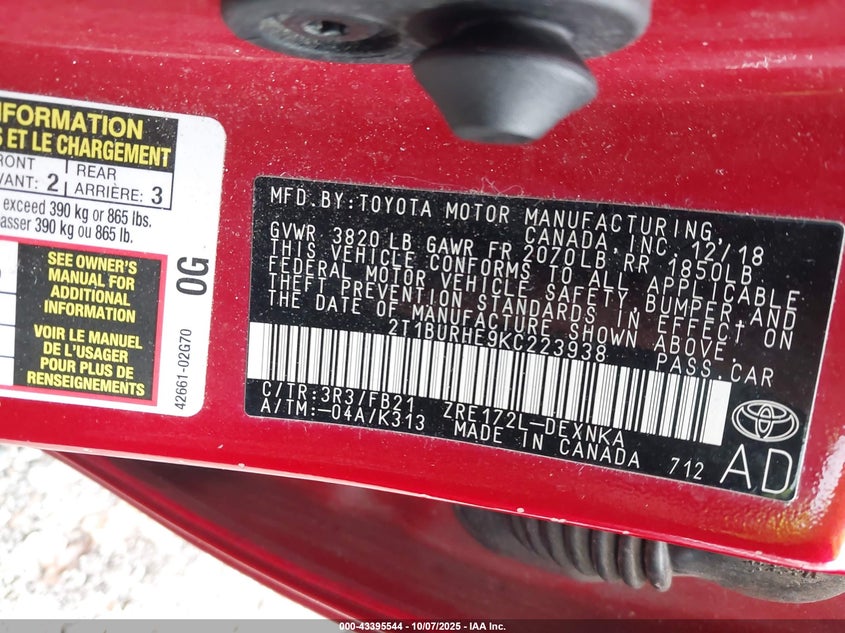 INFORMATION
S ET LE CHARGEMENT
FRONT
VANT: 2
REAR
ARRIÈRE: 3
exceed 390 kg or 865 lbs.
asser 390 kg ou 865 lb.
SEE OWNER'S
MANUAL FOR
ADDITIONAL
INFORMATION
VOIR LE MANUEL
DE L'USAGER
POUR PLUS DE
RENSEIGNEMENTS
0G
42661-02G70
MFD.BY:TOYOTA MOTOR MANUFACTURING,
CANADA, INC. 12/18
GVWR 3820 LB GAWR FR 2070LB RR 1850LB
THIS VEHICLE CONFORMS TO ALL APPLICABLE
FEDERAL MOTOR VEHICLE SAFETY, BUMPER, AND
THEFT PREVENTION STANDARDS IN EFFECT ON
THE DATE OF MANUFACTURE SHOWN ABOVE.
2T1BURHE9KC223938 PASS.CAR
C/TR:3R3/FB21 ZRE172L-DEXNKA
A/TM:-04A/K313 MADE IN CANADA 712
AD
000-43395544 | 10/07/2025 | IAA Inc.